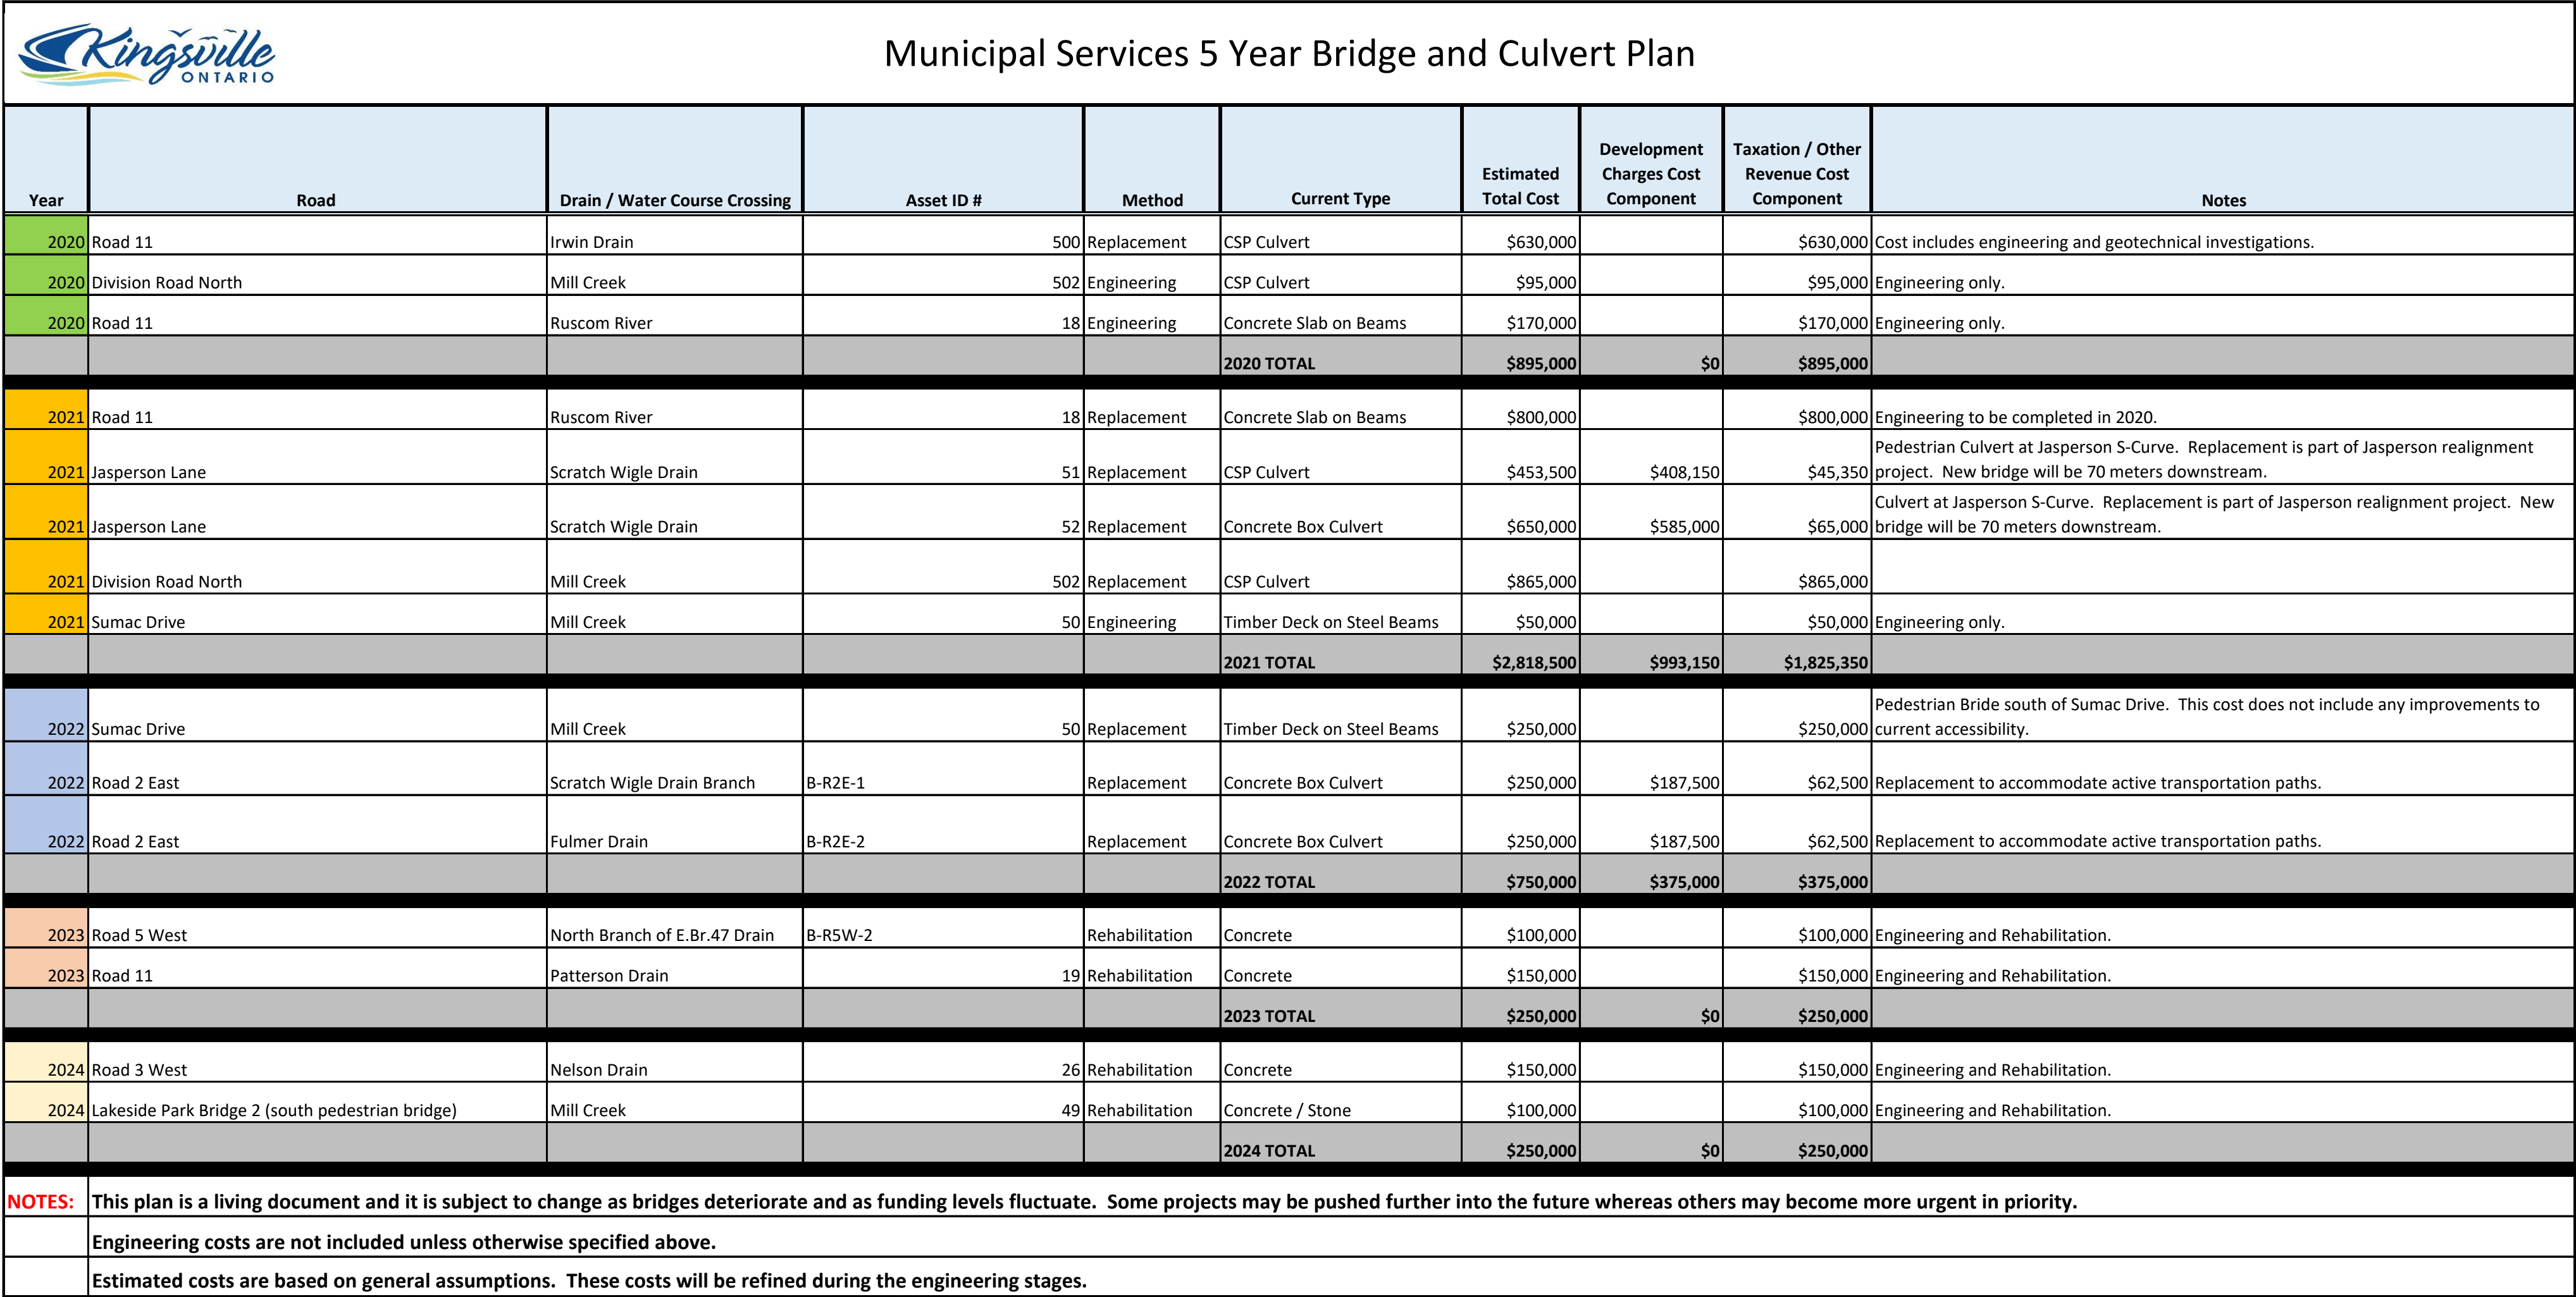 Kingsville
ONTARIO
Municipal Services 5 Year Bridge and Culvert Plan
Year Road Drain / Water Course Crossing Asset ID # Method Current Type Estimated Total Cost Development Charges Cost Component Taxation / Other Revenue Cost Component Notes
2020 Road 11 Irwin Drain 500 Replacement CSP Culvert $630,000 $630,000 Cost includes engineering and geotechnical investigations.
2020 Division Road North Mill Creek 502 Engineering CSP Culvert $95,000 $95,000 Engineering only.
2020 Road 11 Ruscom River 18 Engineering Concrete Slab on Beams $170,000 $170,000 Engineering only.
2020 TOTAL $895,000 $0 $895,000
2021 Road 11 Ruscom River 18 Replacement Concrete Slab on Beams $800,000 $800,000 Engineering to be completed in 2020.
2021 Jasperson Lane Scratch Wigle Drain 51 Replacement CSP Culvert $453,500 $408,150 $45,350 Pedestrian Culvert at Jasperson S-Curve. Replacement is part of Jasperson realignment project. New bridge will be 70 meters downstream.
2021 Jasperson Lane Scratch Wigle Drain 52 Replacement Concrete Box Culvert $650,000 $585,000 $65,000 Culvert at Jasperson S-Curve. Replacement is part of Jasperson realignment project. New bridge will be 70 meters downstream.
2021 Division Road North Mill Creek 502 Replacement CSP Culvert $865,000 $865,000
2021 Sumac Drive Mill Creek 50 Engineering Timber Deck on Steel Beams $50,000 $50,000 Engineering only.
2021 TOTAL $2,818,500 $993,150 $1,825,350
2022 Sumac Drive Mill Creek 50 Replacement Timber Deck on Steel Beams $250,000 $250,000 Pedestrian Bride south of Sumac Drive. This cost does not include any improvements to current accessibility.
2022 Road 2 East Scratch Wigle Drain Branch B-R2E-1 Replacement Concrete Box Culvert $250,000 $187,500 $62,500 Replacement to accommodate active transportation paths.
2022 Road 2 East Fulmer Drain B-R2E-2 Replacement Concrete Box Culvert $250,000 $187,500 $62,500 Replacement to accommodate active transportation paths.
2022 TOTAL $750,000 $375,000 $375,000
2023 Road 5 West North Branch of E.Br.47 Drain B-R5W-2 Rehabilitation Concrete $100,000 $100,000 Engineering and Rehabilitation.
2023 Road 11 Patterson Drain 19 Rehabilitation Concrete $150,000 $150,000 Engineering and Rehabilitation.
2023 TOTAL $250,000 $0 $250,000
2024 Road 3 West Nelson Drain 26 Rehabilitation Concrete $150,000 $150,000 Engineering and Rehabilitation.
2024 Lakeside Park Bridge 2 (south pedestrian bridge) Mill Creek 49 Rehabilitation Concrete / Stone $100,000 $100,000 Engineering and Rehabilitation.
2024 TOTAL $250,000 $0 $250,000
NOTES: This plan is a living document and it is subject to change as bridges deteriorate and as funding levels fluctuate. Some projects may be pushed further into the future whereas others may become more urgent in priority.
Engineering costs are not included unless otherwise specified above.
Estimated costs are based on general assumptions. These costs will be refined during the engineering stages.